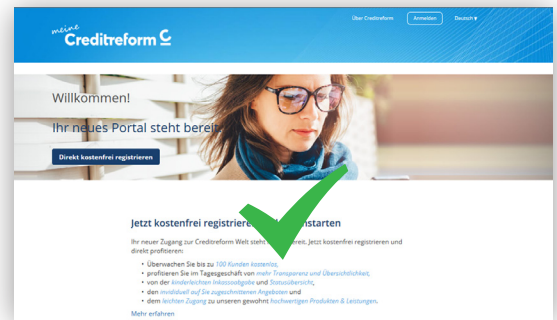 Über Creditreform Anmelden Deutsch
meine
Creditreform C
Willkommen!
Ihr neues Portal steht bereit.
Direkt kostenfrei registrieren
Jetzt kostenfrei registrieren starten
Ihr neuer Zugang zur Creditreform Welt steht bereit. Jetzt kostenfrei registrieren und
direkt profitieren:
• Überwachen Sie bis zu 100 Kunden kostenlos,
• profitieren Sie im Tagesgeschäft von mehr Transparenz und Übersichtlichkeit,
• von der kinderleichten Inkassoabgabe und Statusübersicht,
• den invididuell auf Sie zugeschnittenen Angeboten und
• dem leichten Zugang zu unseren gewohnt hochwertigen Produkten & Leistungen.
Mehr erfahren